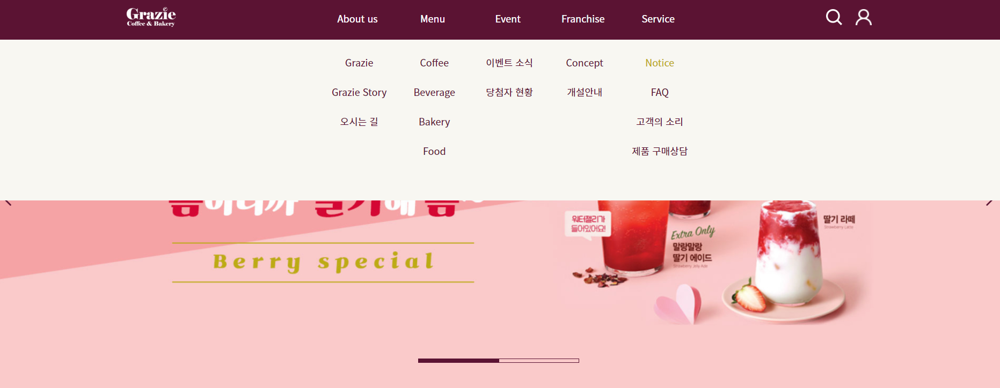 Grazie
Coffee & Bakery
About us
Menu
Event
Franchise
Service
Grazie
Coffee
이벤트 소식
Concept
Notice
Grazie Story
Beverage
당첨자 현황
개설안내
FAQ
오시는 길
Bakery
고객의 소리
Food
제품 구매상담
워터젤리가
들어있어요!
딸기 라떼
Strawberry Latte
Extra Only
말랑말랑
딸기 에이드
Strawberry Jelly Ade
Berry special